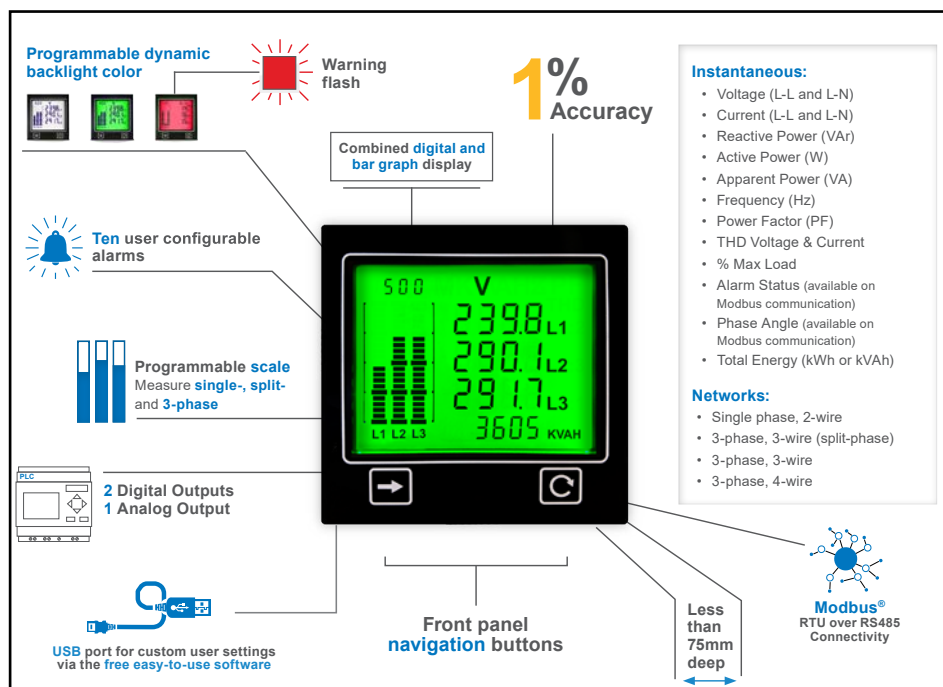 Programmable dynamic
backlight color
Warning
flash
1%
Accuracy
Combined digital and
bar graph display
Ten user configurable
alarms
Programmable scale
Measure single-, split-
and 3-phase
PLC
2 Digital Outputs
1 Analog Output
USB port for custom user settings
via the free easy-to-use software
500
V
239.8 L1
290.1 L2
291.7 L3
L1 L2 L3
3605 KVAH
Front panel
navigation buttons
Less
than
75mm
deep
Instantaneous:
• Voltage (L-L and L-N)
• Current (L-L and L-N)
• Reactive Power (VAr)
• Active Power (W)
• Apparent Power (VA)
• Frequency (Hz)
• Power Factor (PF)
• THD Voltage & Current
• % Max Load
• Alarm Status (available on
Modbus communication)
• Phase Angle (available on
Modbus communication)
• Total Energy (kWh or kVAh)
Networks:
• Single phase, 2-wire
• 3-phase, 3-wire (split-phase)
• 3-phase, 3-wire
• 3-phase, 4-wire
Modbus®
RTU over RS485
Connectivity